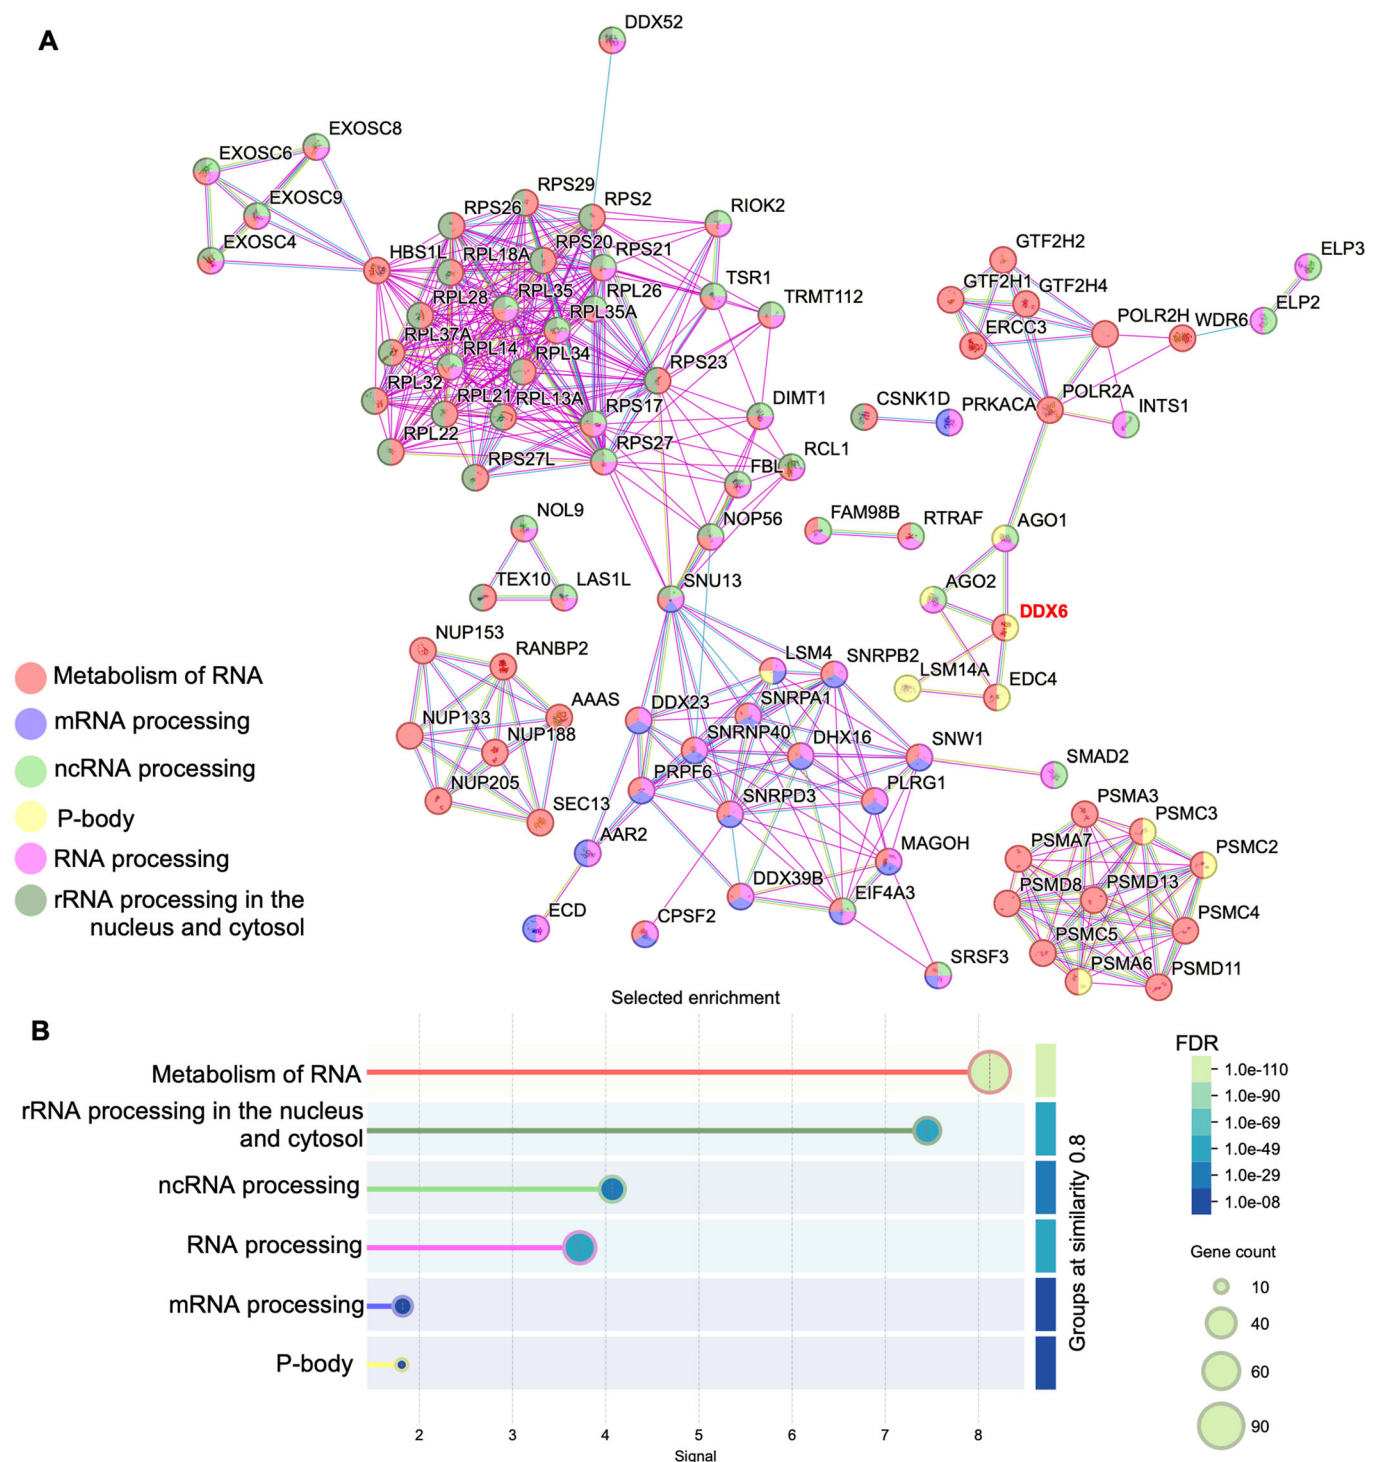 A
DDX52
EXOSC8
EXOSC6
EXOSC9
EXOSC4
RPS29
RPS26
RPS2
RIOK2
HBS1L
RPL18A
RPS20
RPS21
GTF2H2
ELP3
RPL28
RPL35
RPL26
TSR1
GTF2H1
GTF2H4
ELP2
RPL37A
RPL35A
TRMT112
ERCC3
POLR2H
WDR6
RPL14
RPL34
RPS23
RPL32
RPL21
RPL13A
RPS17
DIMT1
CSNK1D
PRKACA
POLR2A
INTS1
RPL22
RPS27
RPS27L
FBL
RCL1
NOL9
NOP56
FAM98B
RTRAF
AGO1
TEX10
LAS1L
SNU13
AGO2
DDX6
NUP153
RANBP2
LSM4
SNRPB2
LSM14A
EDC4
Metabolism of RNA
mRNA processing
ncRNA processing
P-body
RNA processing
rRNA processing in the
nucleus and cytosol
AAAS
NUP133
NUP188
DDX23
SNRPA1
SNRNP40
DHX16
SNW1
SMAD2
NUP205
SEC13
PRPF6
SNRPD3
PLRG1
PSMA3
PSMC3
AAR2
MAGOH
PSMA7
PSMC2
DDX39B
EIF4A3
PSMD8
PSMD13
ECD
CPSF2
PSMC4
PSMC5
SRSF3
PSMA6
PSMD11
Selected enrichment
B
Metabolism of RNA
rRNA processing in the nucleus
and cytosol
ncRNA processing
RNA processing
mRNA processing
P-body
2 3 4 5 6 7 8
Signal
Groups at similarity 0.8
FDR
1.0e-110
1.0e-90
1.0e-69
1.0e-49
1.0e-29
1.0e-08
Gene count
10
40
60
90